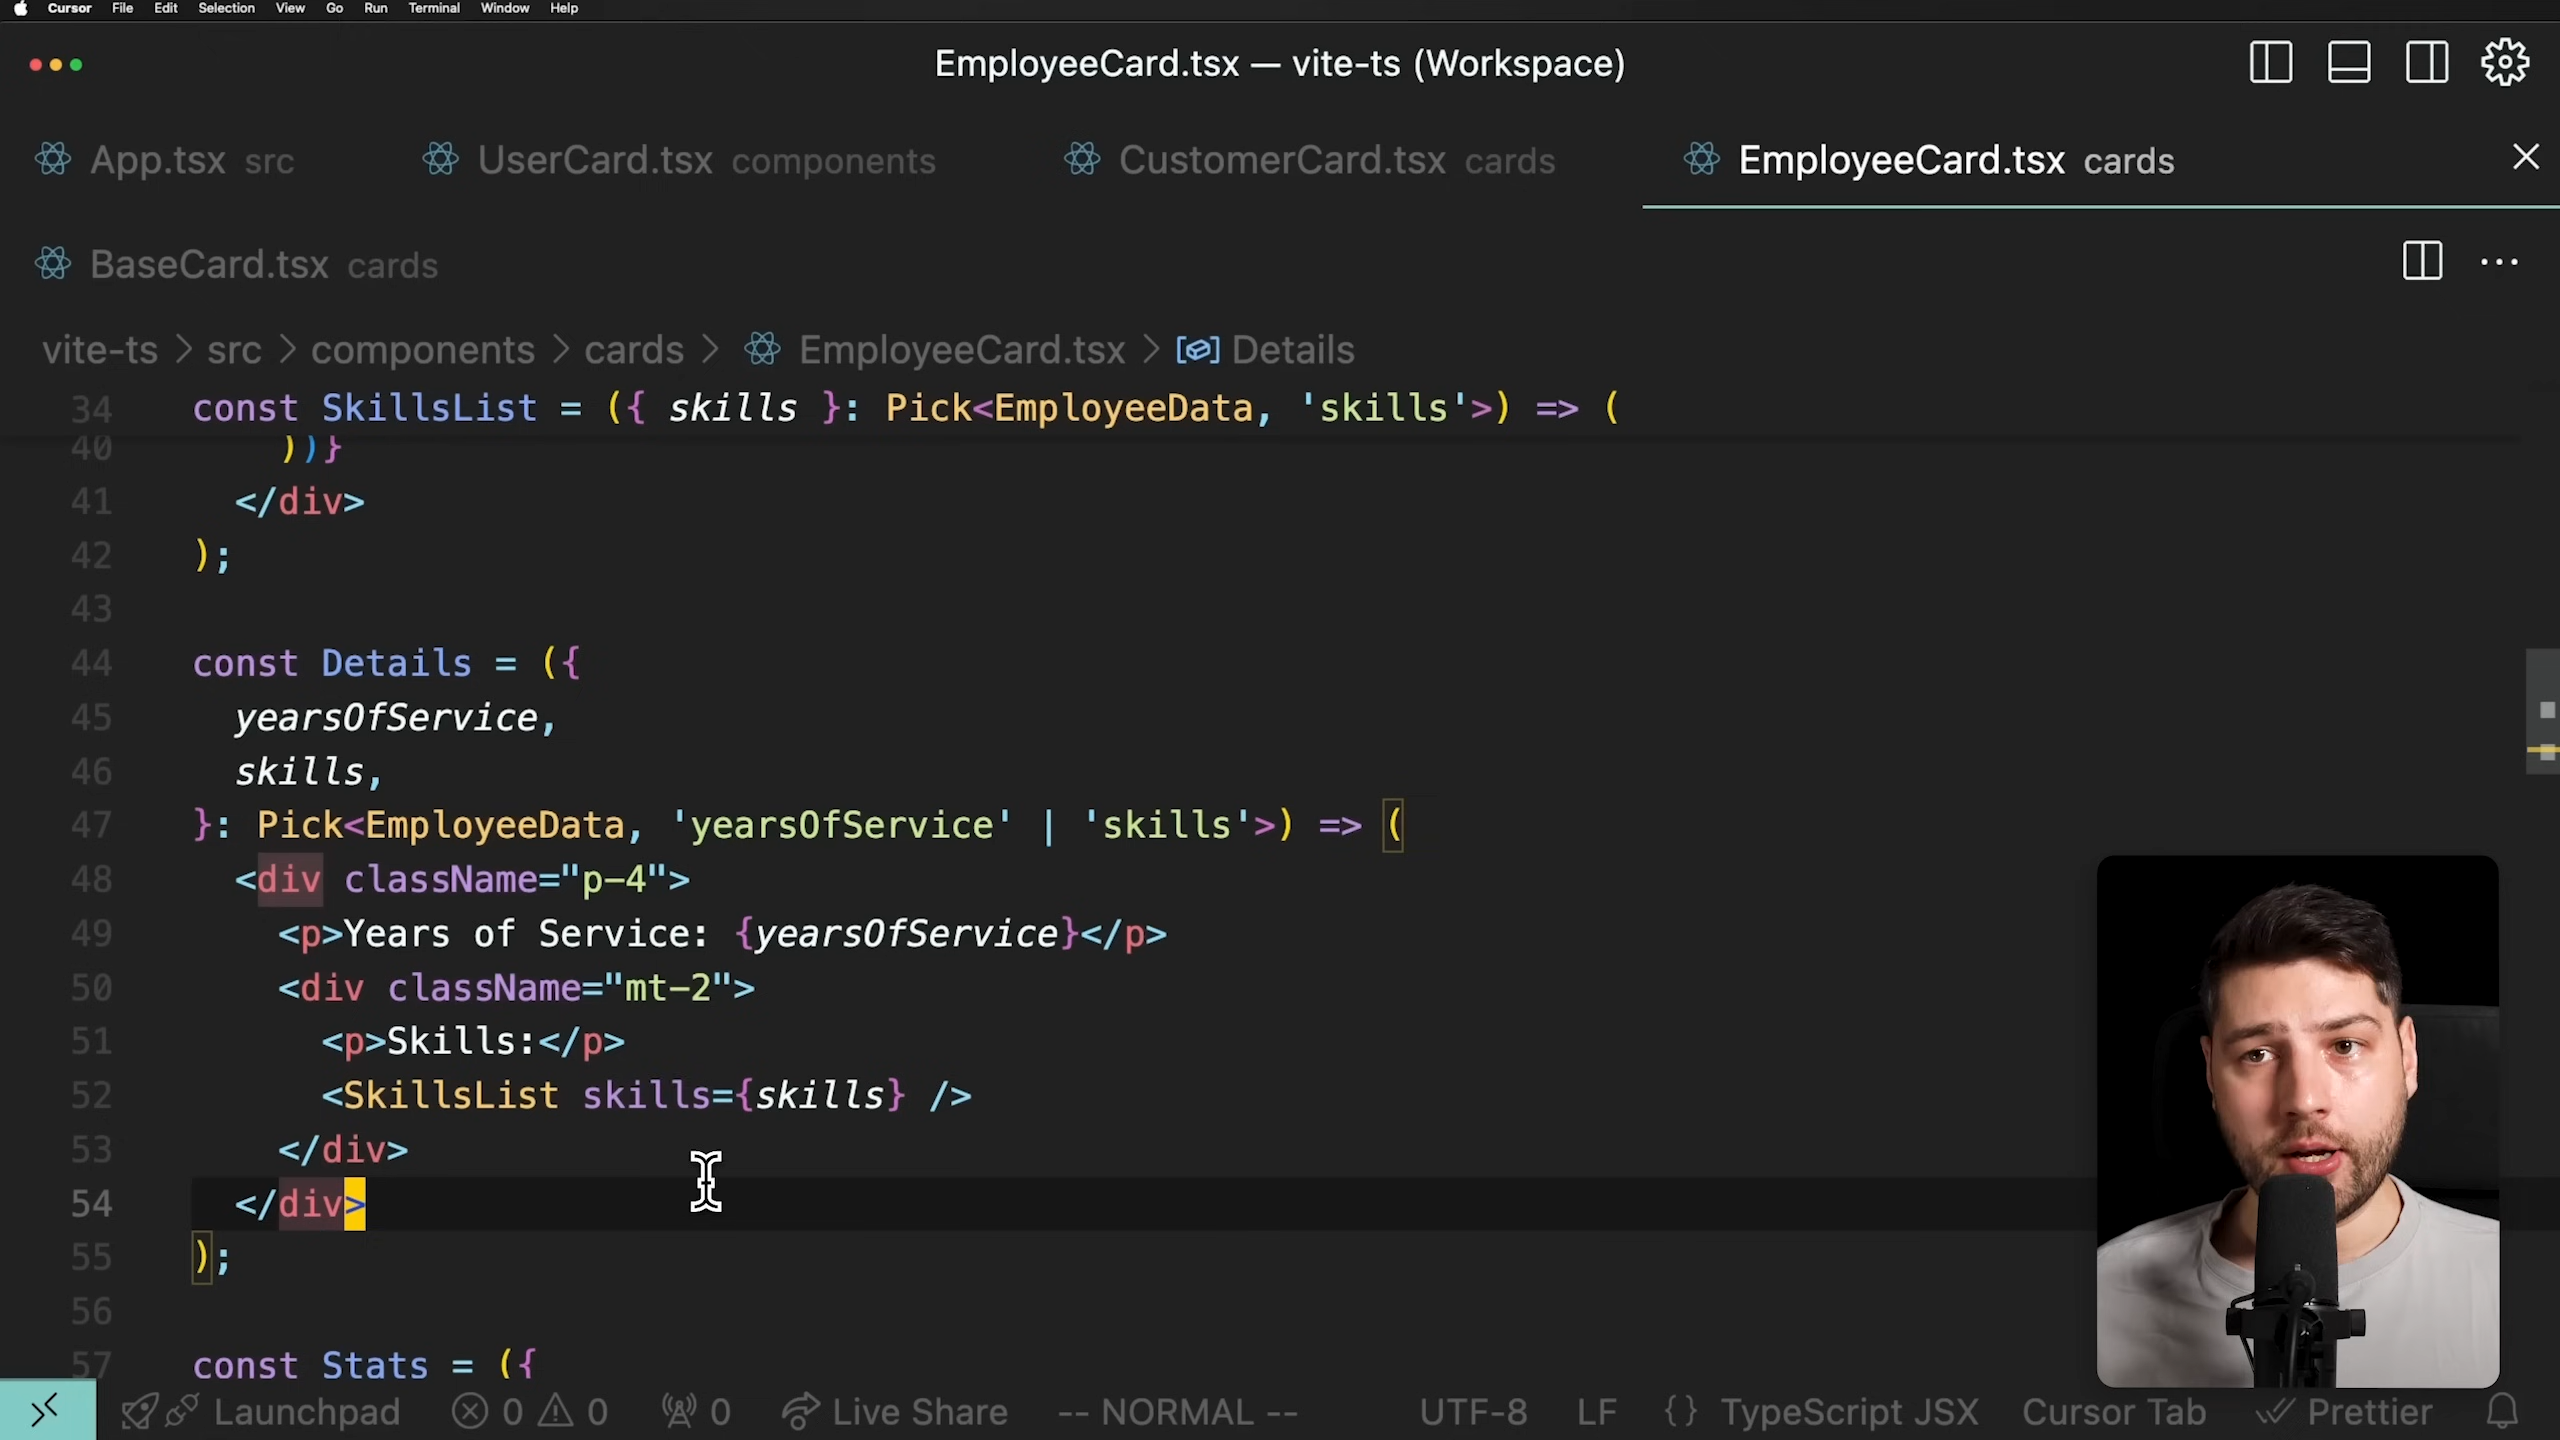 Cursor File Edit Selection View Go Run Terminal Window Help
EmployeeCard.tsx — vite-ts (Workspace)
App.tsx src UserCard.tsx components CustomerCard.tsx cards EmployeeCard.tsx cards
BaseCard.tsx cards
vite-ts > src > components > cards > EmployeeCard.tsx > Details
34 const SkillsList = ({ skills }: Pick<EmployeeData, 'skills'>) => (
40 ))}
41 </div>
42 );
43
44 const Details = ({
45 yearsOfService,
46 skills,
47 }: Pick<EmployeeData, 'yearsOfService' | 'skills'>) => (
48 <div className="p-4">
49 <p>Years of Service: {yearsOfService}</p>
50 <div className="mt-2">
51 <p>Skills:</p>
52 <SkillsList skills={skills} />
53 </div>
54 </div>
55 );
56
57 const Stats = ({
Launchpad 0 0 0 Live Share -- NORMAL -- UTF-8 LF {} TypeScript JSX Cursor Tab Prettier